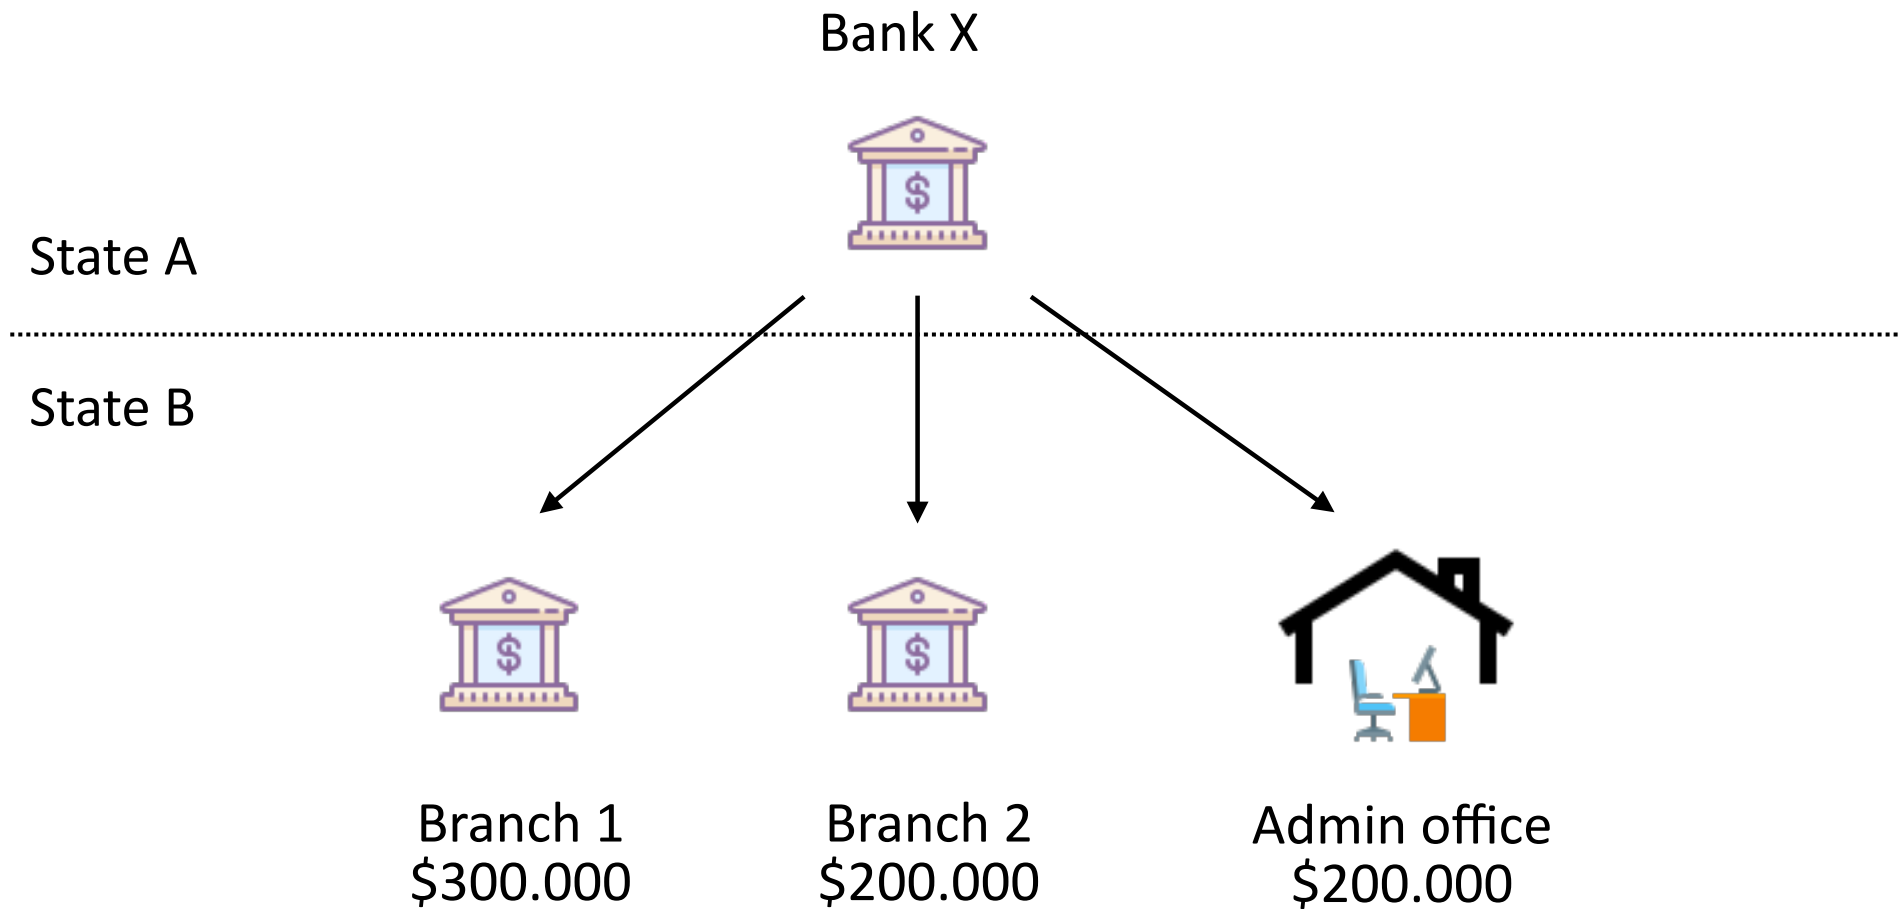 Bank X
$
State A
State B
$
$
Branch 1
$300.000
Branch 2
$200.000
Admin office
$200.000